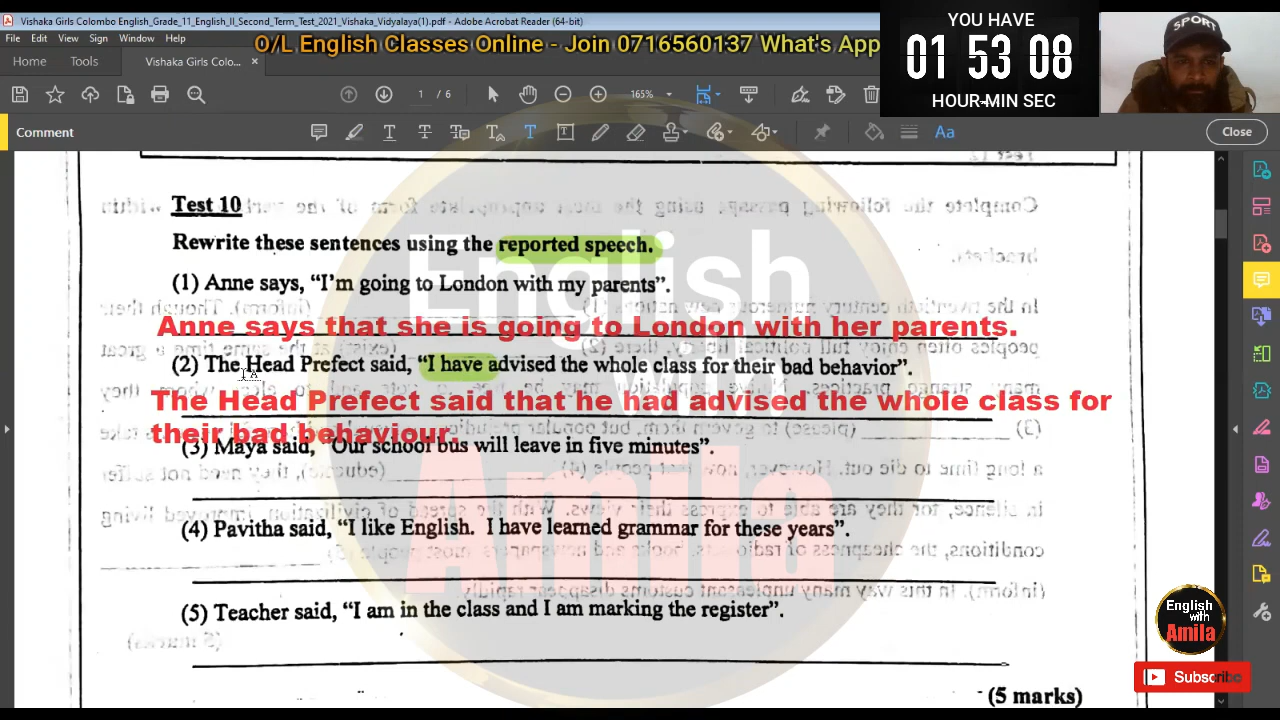 Vishaka Girls Colombo English_Grade_11_English_II_Second_Term_Test_2021_Vishaka_Vidyalaya(1).pdf - Adobe Acrobat Reader (64-bit)
File Edit View Sign Window Help
O/L English Classes Online - Join 0716560137 What's App
YOU HAVE
01 53 08
HOUR MIN SEC
SPORT
Home Tools Vishaka Girls Colo... ×
1 / 6 165%
Comment
Aa
Close
Test 10
Rewrite these sentences using the reported speech.
(1) Anne says, “I’m going to London with my parents”.
Anne says that she is going to London with her parents.
(2) The Head Prefect said, “I have advised the whole class for their bad behavior”.
The Head Prefect said that he had advised the whole class for
their bad behaviour.
(3) Maya said, “Our school bus will leave in five minutes”.
(4) Pavitha said, “I like English. I have learned grammar for these years”.
(5) Teacher said, “I am in the class and I am marking the register”.
(5 marks)
English
with
Amila
English
with
Amila
Subscribe